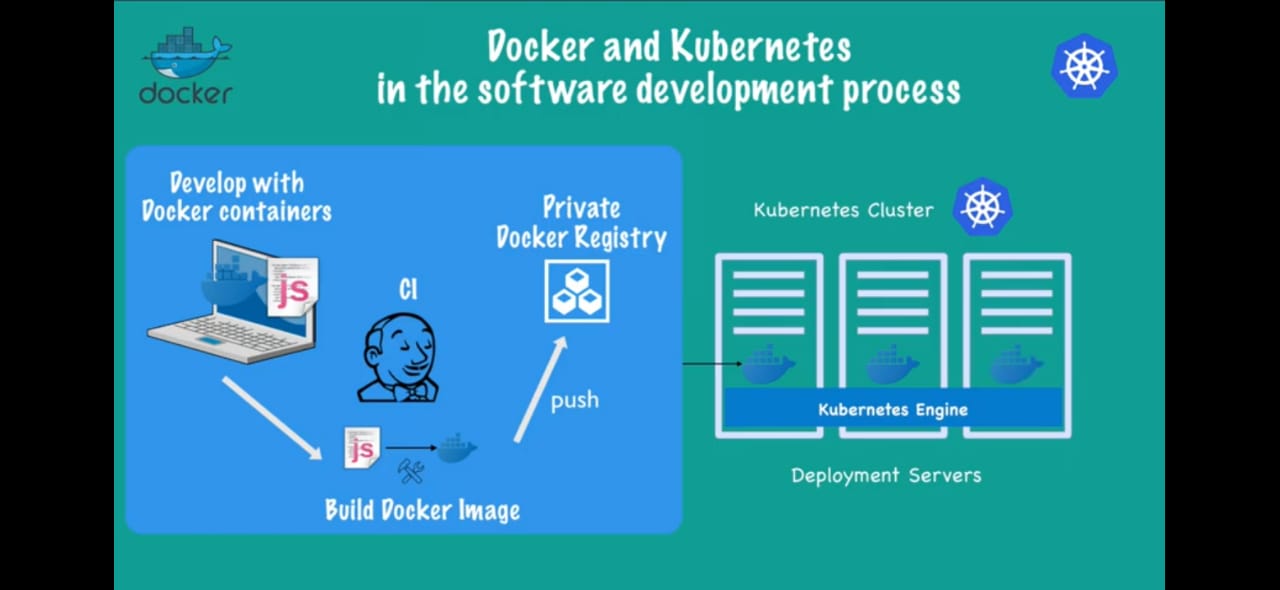 docker
Docker and Kubernetes
in the software development process
Develop with
Docker containers
js
CI
js
Build Docker Image
push
Private
Docker Registry
Kubernetes Cluster
Kubernetes Engine
Deployment Servers